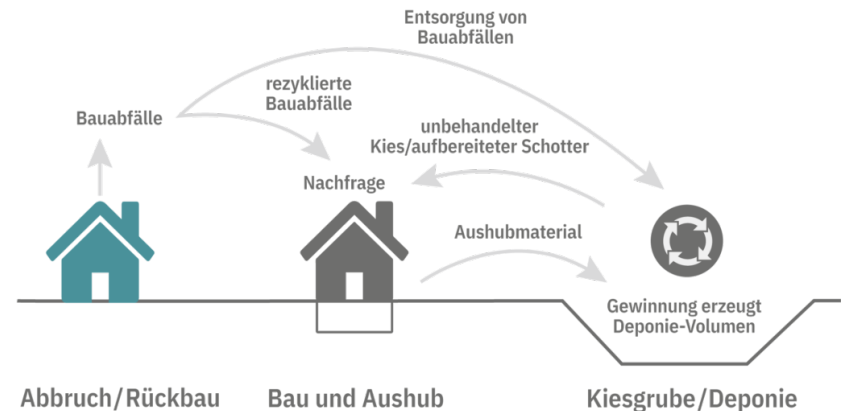 Entsorgung von
Bauabfällen
rezyklierte
Bauabfälle
Bauabfälle
unbehandelter
Kies/aufbereiteter Schotter
Nachfrage
Aushubmaterial
Gewinnung erzeugt
Deponie-Volumen
Abbruch/Rückbau
Bau und Aushub
Kiesgrube/Deponie